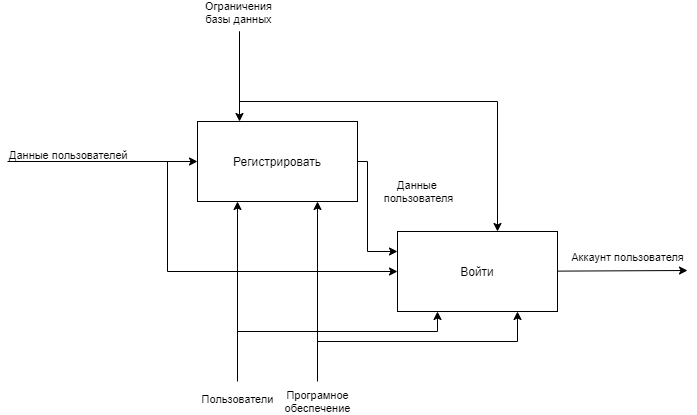 Ограничения
базы данных
Данные пользователей
Регистрировать
Данные
пользователя
Аккаунт пользователя
Войти
Пользователи
Програмное
обеспечение